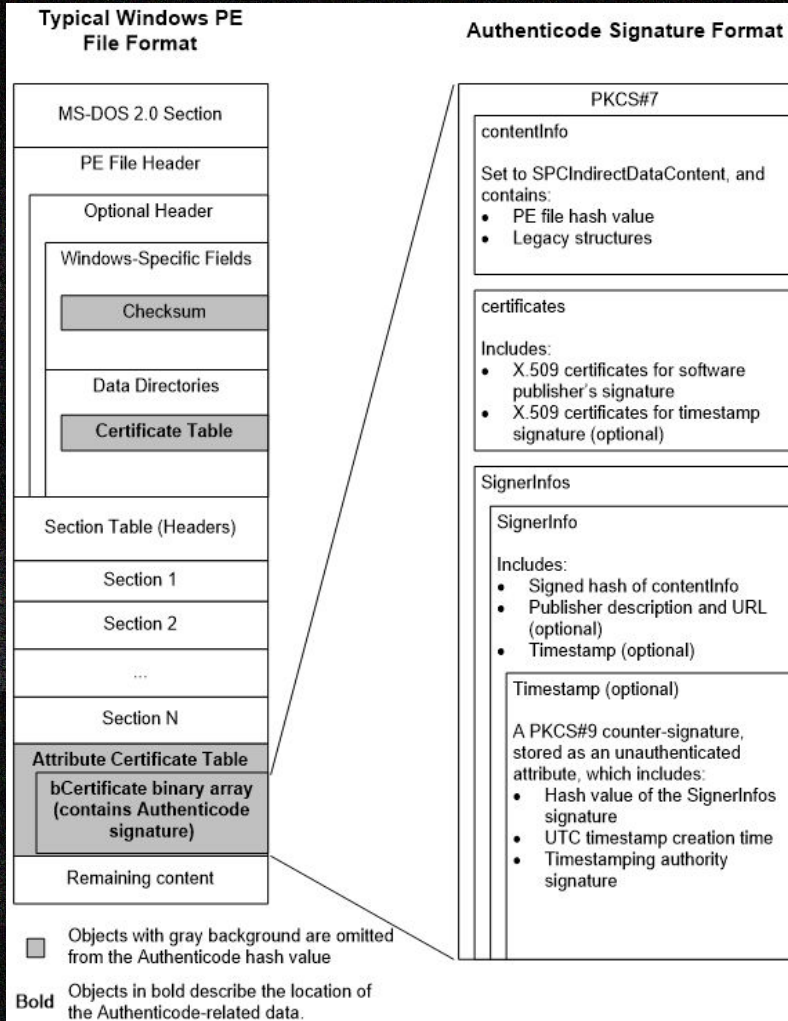 Typical Windows PE
File Format
MS-DOS 2.0 Section
PE File Header
Optional Header
Windows-Specific Fields
Checksum
Data Directories
Certificate Table
Section Table (Headers)
Section 1
Section 2
...
Section N
Attribute Certificate Table
bCertificate binary array
(contains Authenticode
signature)
Remaining content
Objects with gray background are omitted
from the Authenticode hash value
Bold Objects in bold describe the location of
the Authenticode-related data.
Authenticode Signature Format
PKCS#7
contentInfo
Set to SPCIndirectDataContent, and
contains:
• PE file hash value
• Legacy structures
certificates
Includes:
• X.509 certificates for software
publisher's signature
• X.509 certificates for timestamp
signature (optional)
SignerInfos
SignerInfo
Includes:
• Signed hash of contentInfo
• Publisher description and URL
(optional)
• Timestamp (optional)
Timestamp (optional)
A PKCS#9 counter-signature,
stored as an unauthenticated
attribute, which includes:
• Hash value of the SignerInfos
signature
• UTC timestamp creation time
• Timestamping authority
signature